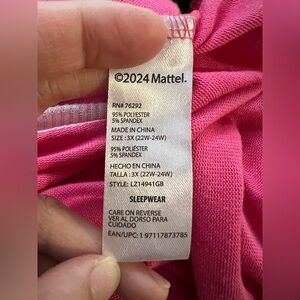 ©2024 Mattel.
RN# 76292
95% POLYESTER
5% SPANDEX
MADE IN CHINA
SIZE: 3X (22W-24W)
95% POLIÉSTER
5% SPANDEX
HECHO EN CHINA
TALLA : 3X (22W-24W)
STYLE: LZ14941GB
SLEEPWEAR
CARE ON REVERSE
VER AL DORSO PARA
CUIDADO
EAN/UPC: 1 97117873785